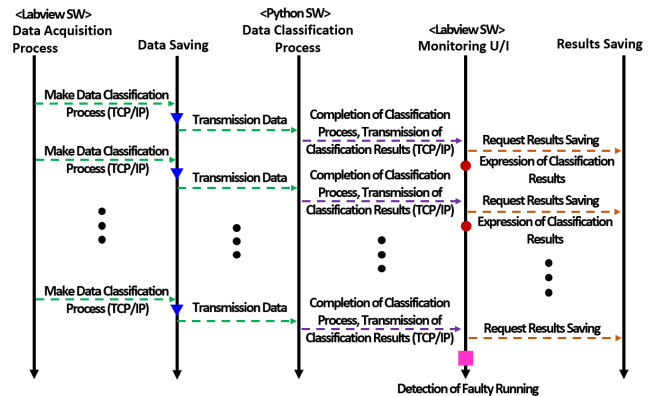 <Labview SW>
Data Acquisition
Process
Data Saving
<Python SW>
Data Classification
Process
<Labview SW>
Monitoring U/I
Results Saving
Make Data Classification
Process (TCP/IP)
Transmission Data
Completion of Classification
Process, Transmission of
Classification Results (TCP/IP)
Request Results Saving
Expression of Classification
Results
Make Data Classification
Process (TCP/IP)
Transmission Data
Completion of Classification
Process, Transmission of
Classification Results (TCP/IP)
Request Results Saving
Expression of Classification
Results
Make Data Classification
Process (TCP/IP)
Transmission Data
Completion of Classification
Process, Transmission of
Classification Results (TCP/IP)
Request Results Saving
Detection of Faulty Running